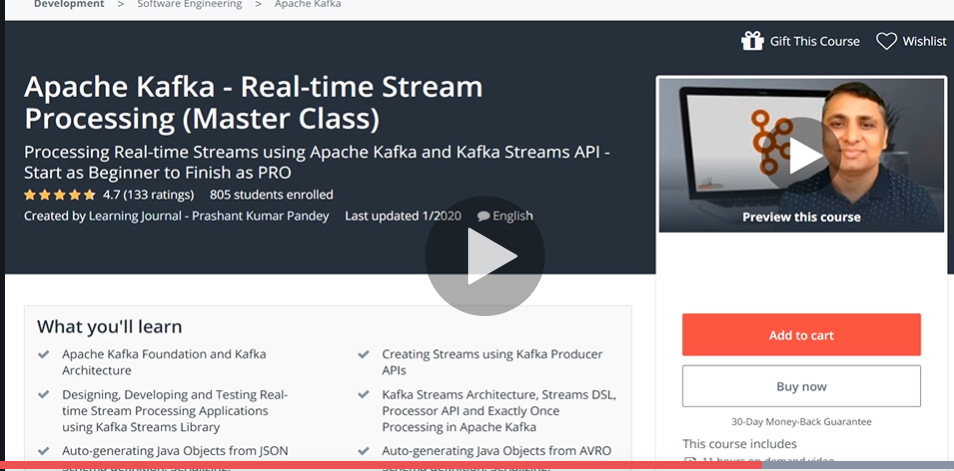 Development > Software Engineering > Apache Kafka
Gift This Course
Wishlist
Apache Kafka - Real-time Stream
Processing (Master Class)
Processing Real-time Streams using Apache Kafka and Kafka Streams API -
Start as Beginner to Finish as PRO
4.7 (133 ratings) 805 students enrolled
Created by Learning Journal - Prashant Kumar Pandey Last updated 1/2020 English
Preview this course
What you'll learn
Apache Kafka Foundation and Kafka
Architecture
Designing, Developing and Testing Real-
time Stream Processing Applications
using Kafka Streams Library
Auto-generating Java Objects from JSON
Creating Streams using Kafka Producer
APIs
Kafka Streams Architecture, Streams DSL,
Processor API and Exactly Once
Processing in Apache Kafka
Auto-generating Java Objects from AVRO
Add to cart
Buy now
30-Day Money-Back Guarantee
This course includes
11 hours on-demand video